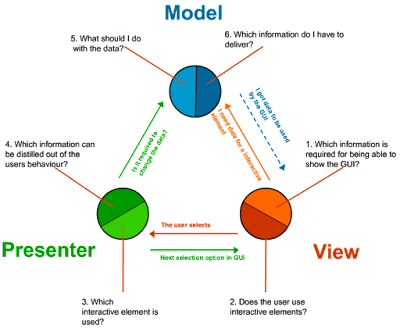 Model
5. What should I do
with the data?
6. Which information do I have to
deliver?
I got data to be used
by the GUI
I need data for a interactive
element
Is it required to
change the data?
4. Which information can
be distilled out of the
users behaviour?
1. Which information is
required for being able to
show the GUI?
The user selects
Presenter
View
Next selection option in GUI
3. Which
interactive element is
used?
2. Does the user use
interactive elements?